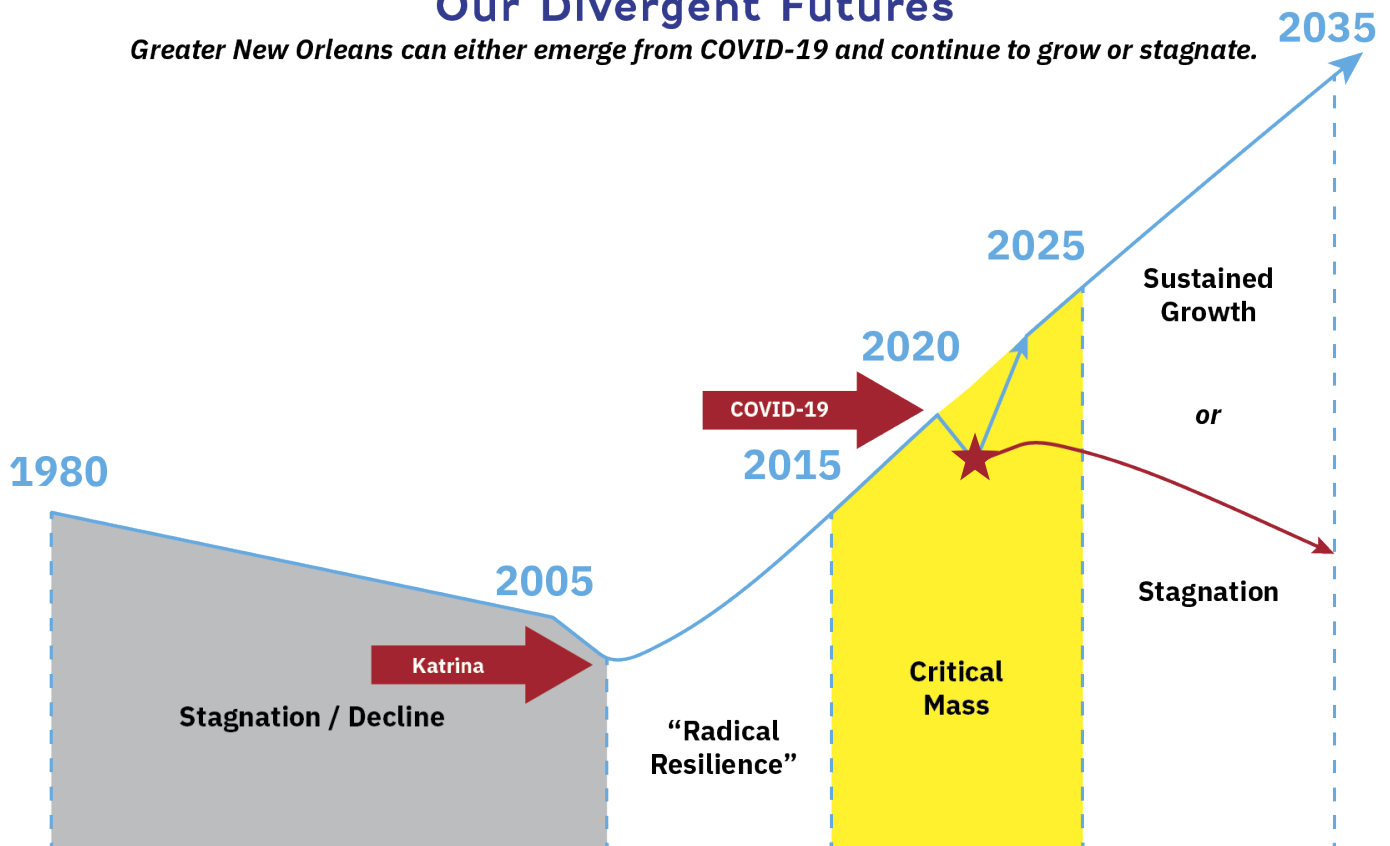 Our Divergent Futures
Greater New Orleans can either emerge from COVID-19 and continue to grow or stagnate.
2035
2025
Sustained
Growth
2020
COVID-19
or
2015
1980
2005
Stagnation
Katrina
Critical
Mass
Stagnation / Decline
“Radical
Resilience”